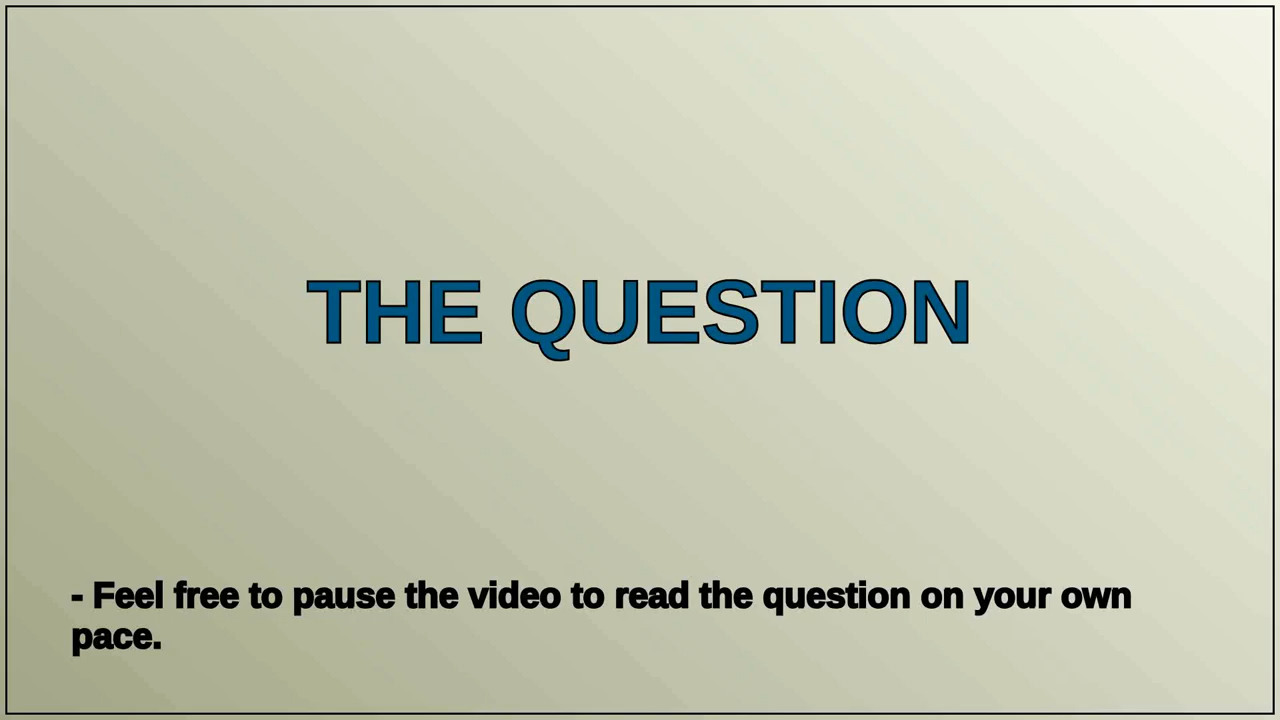 THE QUESTION
- Feel free to pause the video to read the question on your own
pace.